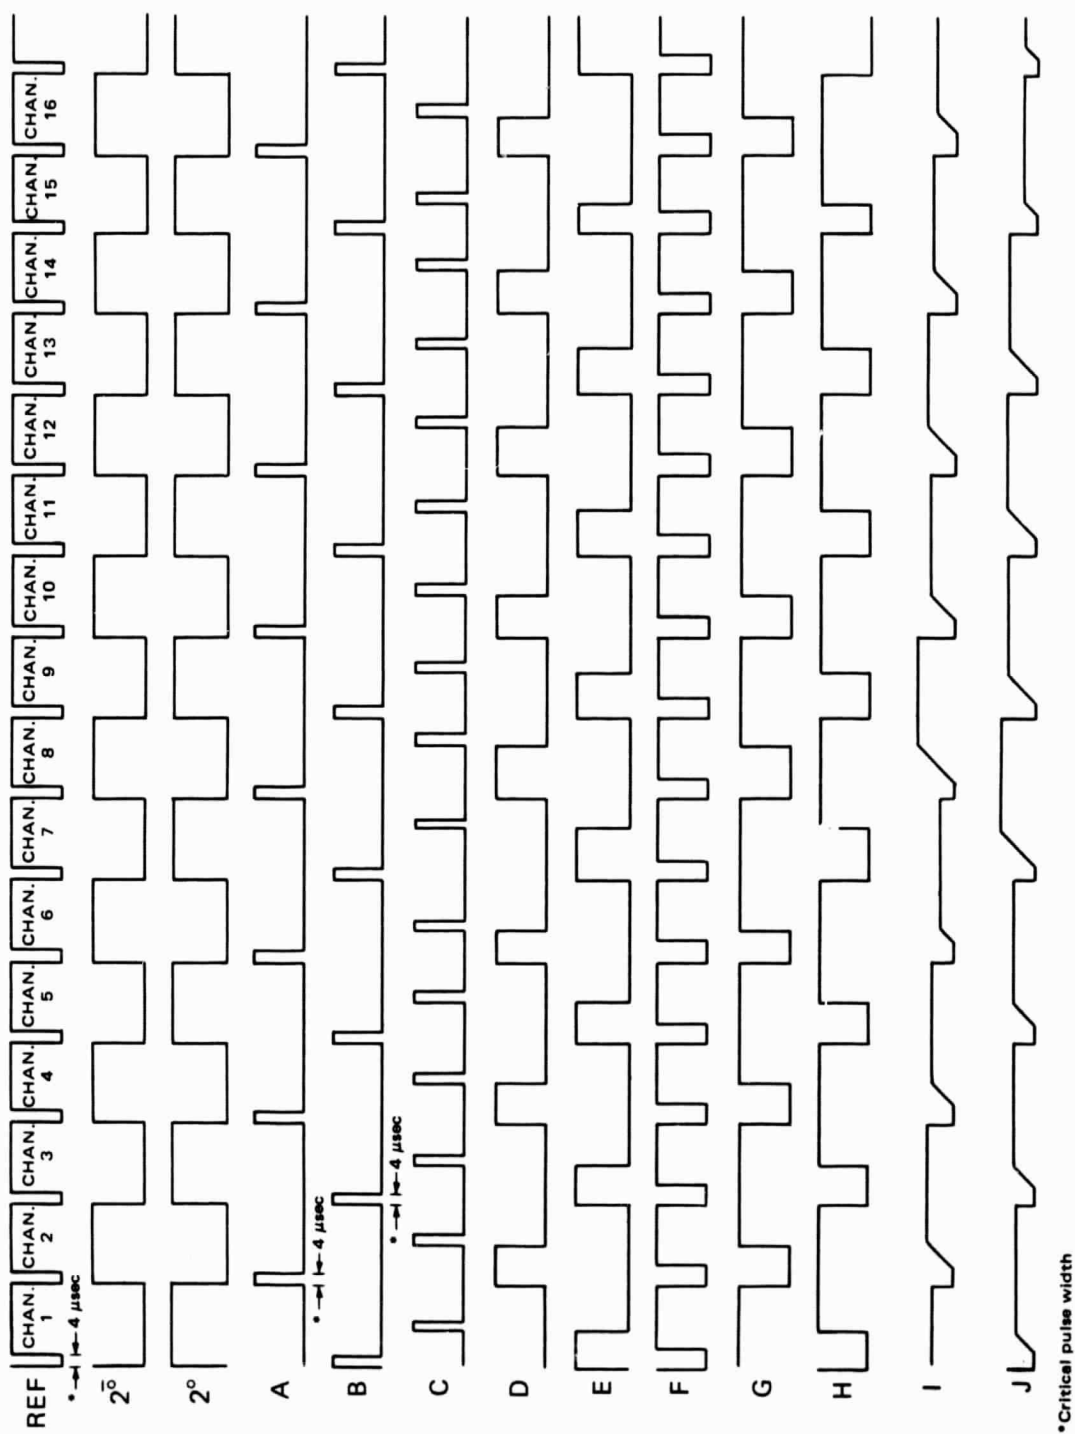 REF
CHAN. 1
CHAN. 2
CHAN. 3
CHAN. 4
CHAN. 5
CHAN. 6
CHAN. 7
CHAN. 8
CHAN. 9
CHAN. 10
CHAN. 11
CHAN. 12
CHAN. 13
CHAN. 14
CHAN. 15
CHAN. 16
* 4 µsec
2̄⁰
2⁰
A
* 4 µsec
B
* 4 µsec
C
D
E
F
G
H
I
J
*Critical pulse width